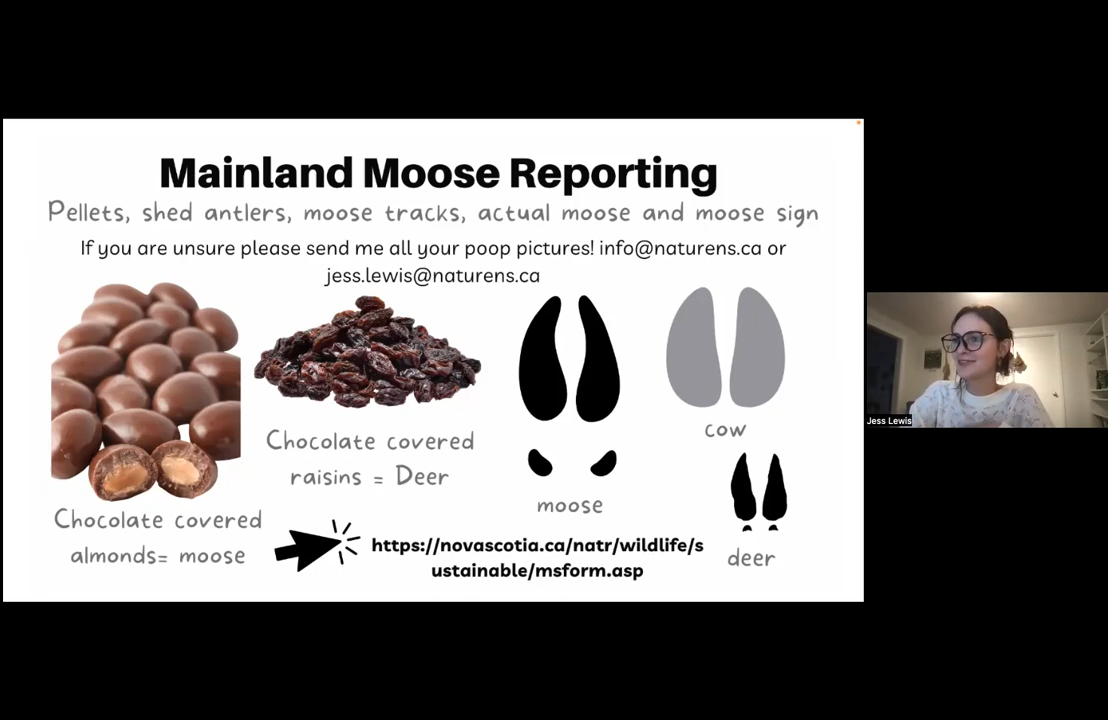 Mainland Moose Reporting
Pellets, shed antlers, moose tracks, actual moose and moose sign
If you are unsure please send me all your poop pictures! info@naturens.ca or
jess.lewis@naturens.ca
Chocolate covered
almonds= moose
Chocolate covered
raisins = Deer
moose
cow
deer
https://novascotia.ca/natr/wildlife/s
ustainable/msform.asp
Jess Lewis